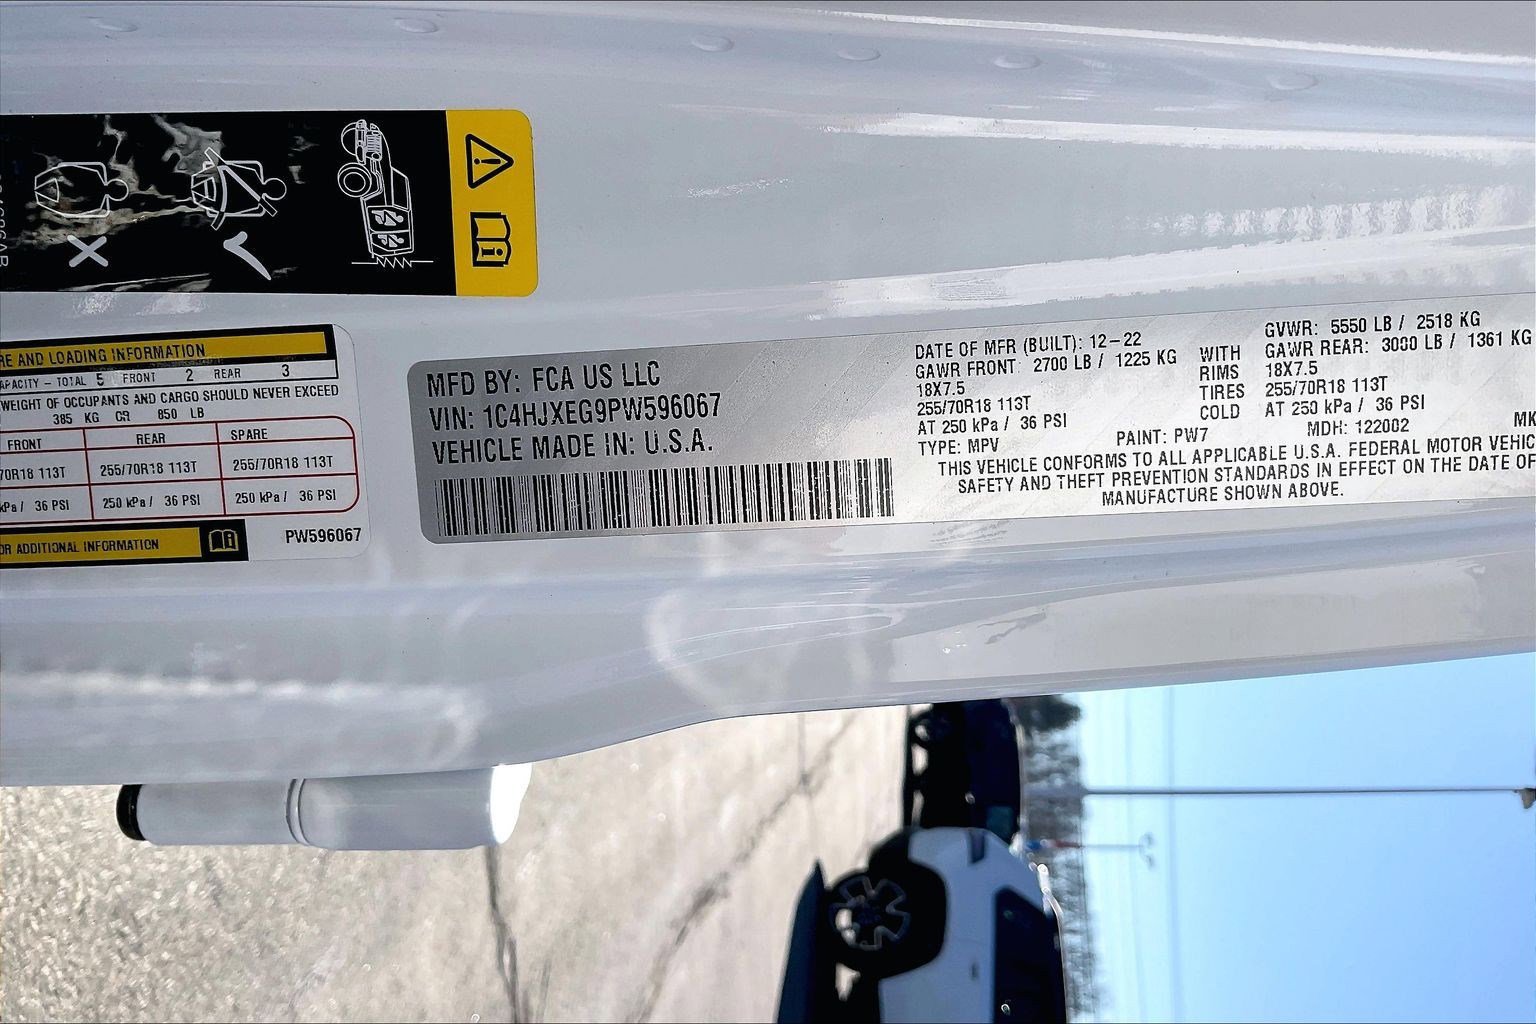 RE AND LOADING INFORMATION
APACITY – TOTAL 5 FRONT 2 REAR 3
WEIGHT OF OCCUPANTS AND CARGO SHOULD NEVER EXCEED
385 KG OR 850 LB
FRONT REAR SPARE
70R18 113T 255/70R18 113T 255/70R18 113T
kPa / 36 PSI 250 kPa / 36 PSI 250 kPa / 36 PSI
OR ADDITIONAL INFORMATION
PW596067
MFD BY: FCA US LLC
VIN: 1C4HJXEG9PW596067
VEHICLE MADE IN: U.S.A.
DATE OF MFR (BUILT): 12-22 GVWR: 5550 LB / 2518 KG
GAWR FRONT 2700 LB / 1225 KG WITH GAWR REAR: 3000 LB / 1361 KG
18X7.5 RIMS 18X7.5
255/70R18 113T TIRES 255/70R18 113T
AT 250 kPa / 36 PSI COLD AT 250 kPa / 36 PSI
TYPE: MPV PAINT: PW7 MDH: 122002 MK
THIS VEHICLE CONFORMS TO ALL APPLICABLE U.S.A. FEDERAL MOTOR VEHIC
SAFETY AND THEFT PREVENTION STANDARDS IN EFFECT ON THE DATE OF
MANUFACTURE SHOWN ABOVE.